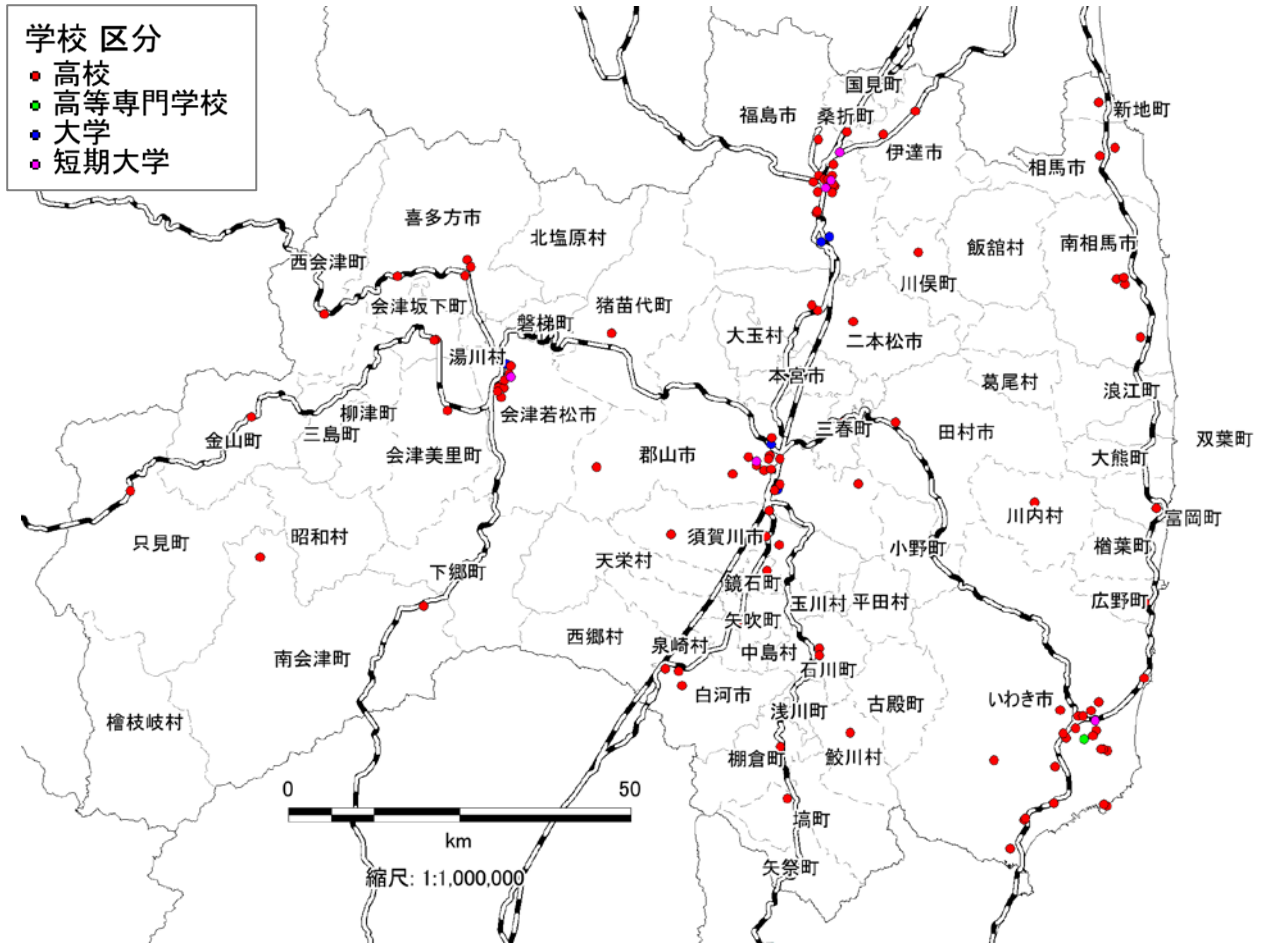 学校 区分
高校
高等専門学校
大学
短期大学
国見町
福島市
桑折町
新地町
伊達市
相馬市
喜多方市
北塩原村
飯舘村
南相馬市
西会津町
川俣町
会津坂下町
猪苗代町
磐梯町
大玉村
二本松市
湯川村
本宮市
葛尾村
浪江町
柳津町
会津若松市
三島町
金山町
三春町
田村市
双葉町
会津美里町
郡山市
大熊町
川内村
富岡町
只見町
昭和村
須賀川市
小野町
楢葉町
天栄村
下郷町
鏡石町
玉川村
平田村
広野町
矢吹町
西郷村
泉崎村
中島村
南会津町
石川町
白河市
いわき市
古殿町
浅川町
檜枝岐村
棚倉町
鮫川村
0
50
km
塙町
矢祭町
縮尺: 1:1,000,000